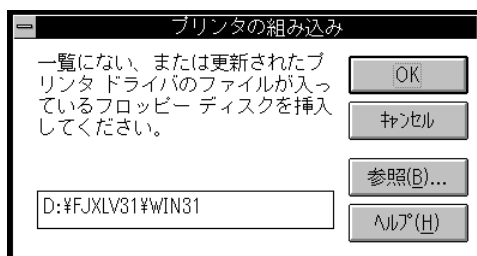 プリンタの組み込み
一覧にない、または更新されたプ
リンタ ドライバのファイルが入っ
ているフロッピー ディスクを挿入
してください。
D:¥FJXLV31¥WIN31
OK
ｷｬﾝｾﾙ
参照(B)...
ﾍﾙﾌﾟ(H)